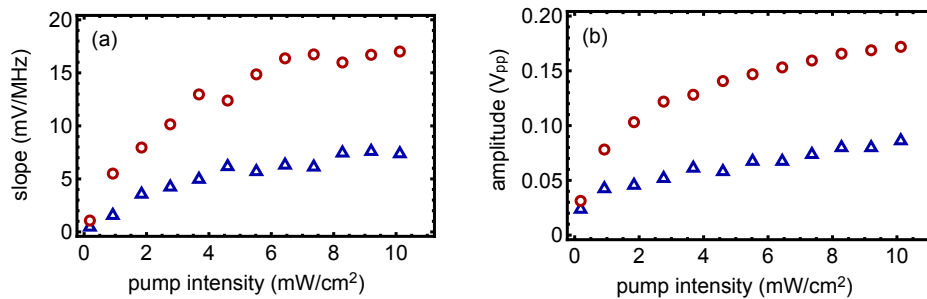 (a)
slope (mV/MHz)
20
15
10
5
0
0 2 4 6 8 10
pump intensity (mW/cm²)
(b)
amplitude (Vpp)
0.20
0.15
0.10
0.05
0
0 2 4 6 8 10
pump intensity (mW/cm²)